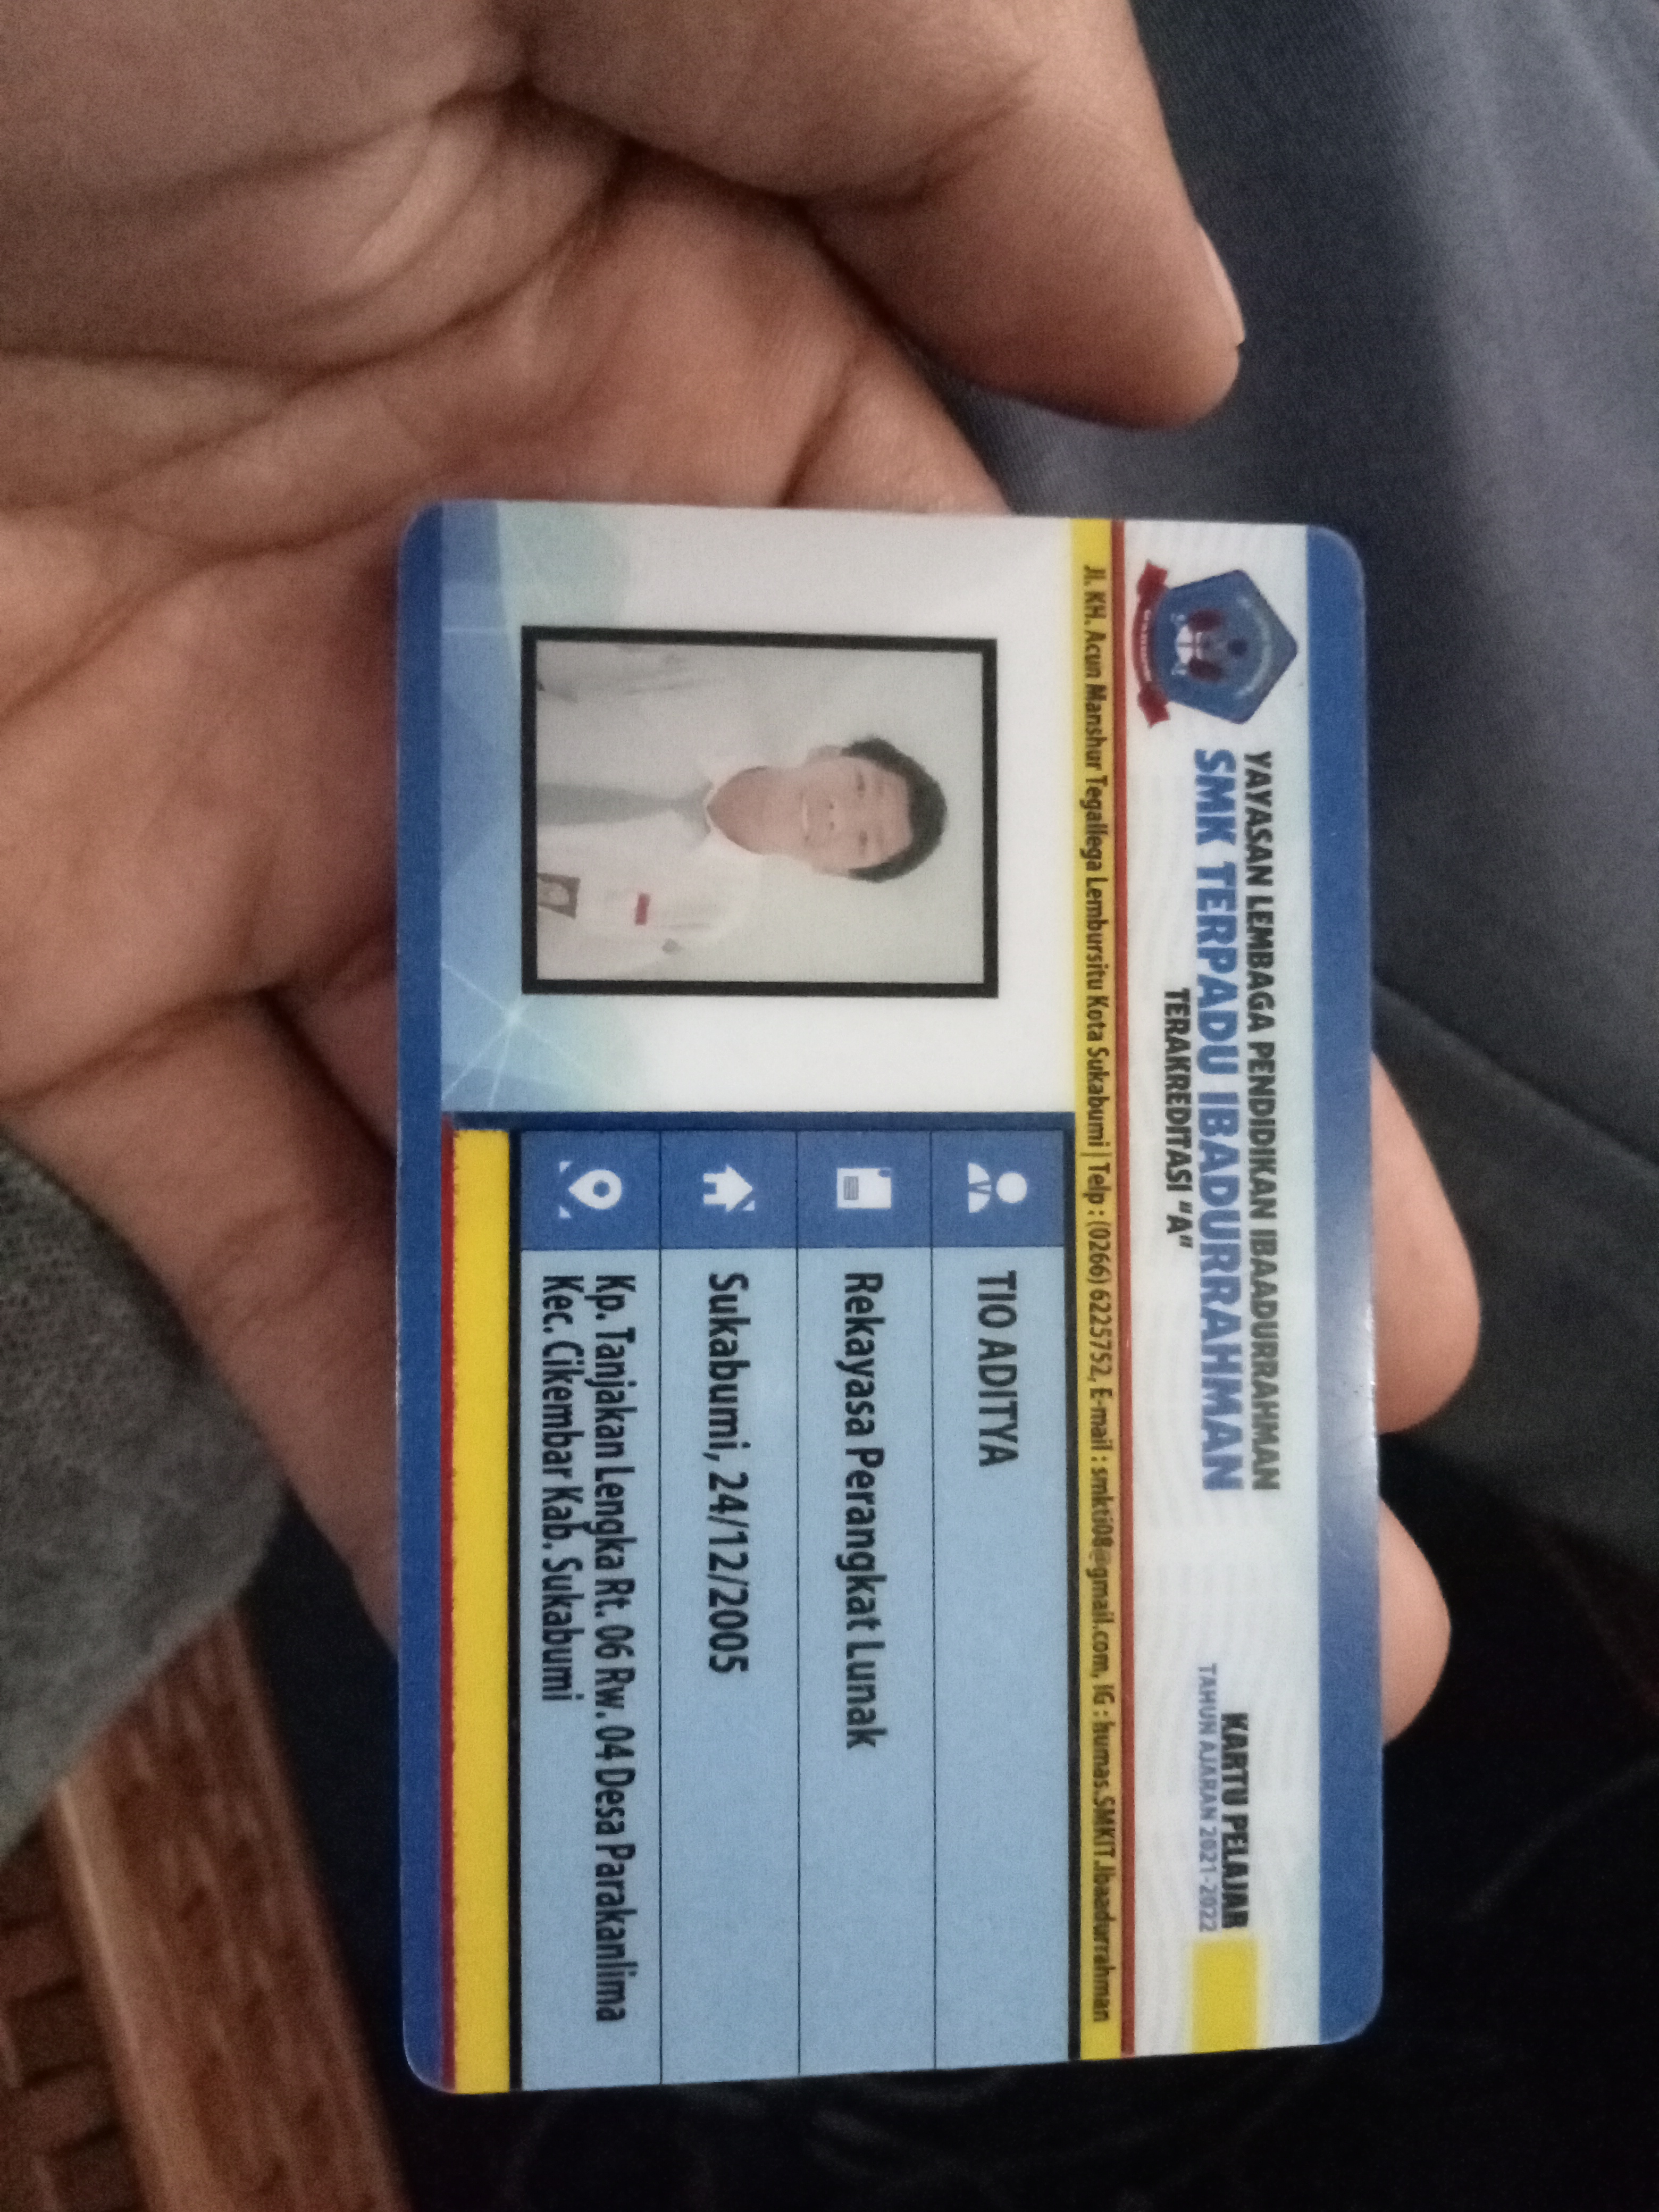 YAYASAN LEMBAGA PENDIDIKAN IBAADURRAHMAN
SMK TERPADU IBADURRAHMAN
TERAKREDITASI "A"
KARTU PELAJAR
TAHUN AJARAN 2021-2022
Jl. KH. Acun Manshur Tegallega Lembursitu Kota Sukabumi | Telp : (0266) 6225752, E-mail : smkti08@gmail.com, IG : humas.SMKIT.Ibaadurrahman
TIO ADITYA
Rekayasa Perangkat Lunak
Sukabumi, 24/12/2005
Kp. Tanjakan Lengka Rt. 06 Rw. 04 Desa Parakanlima
Kec. Cikembar Kab. Sukabumi